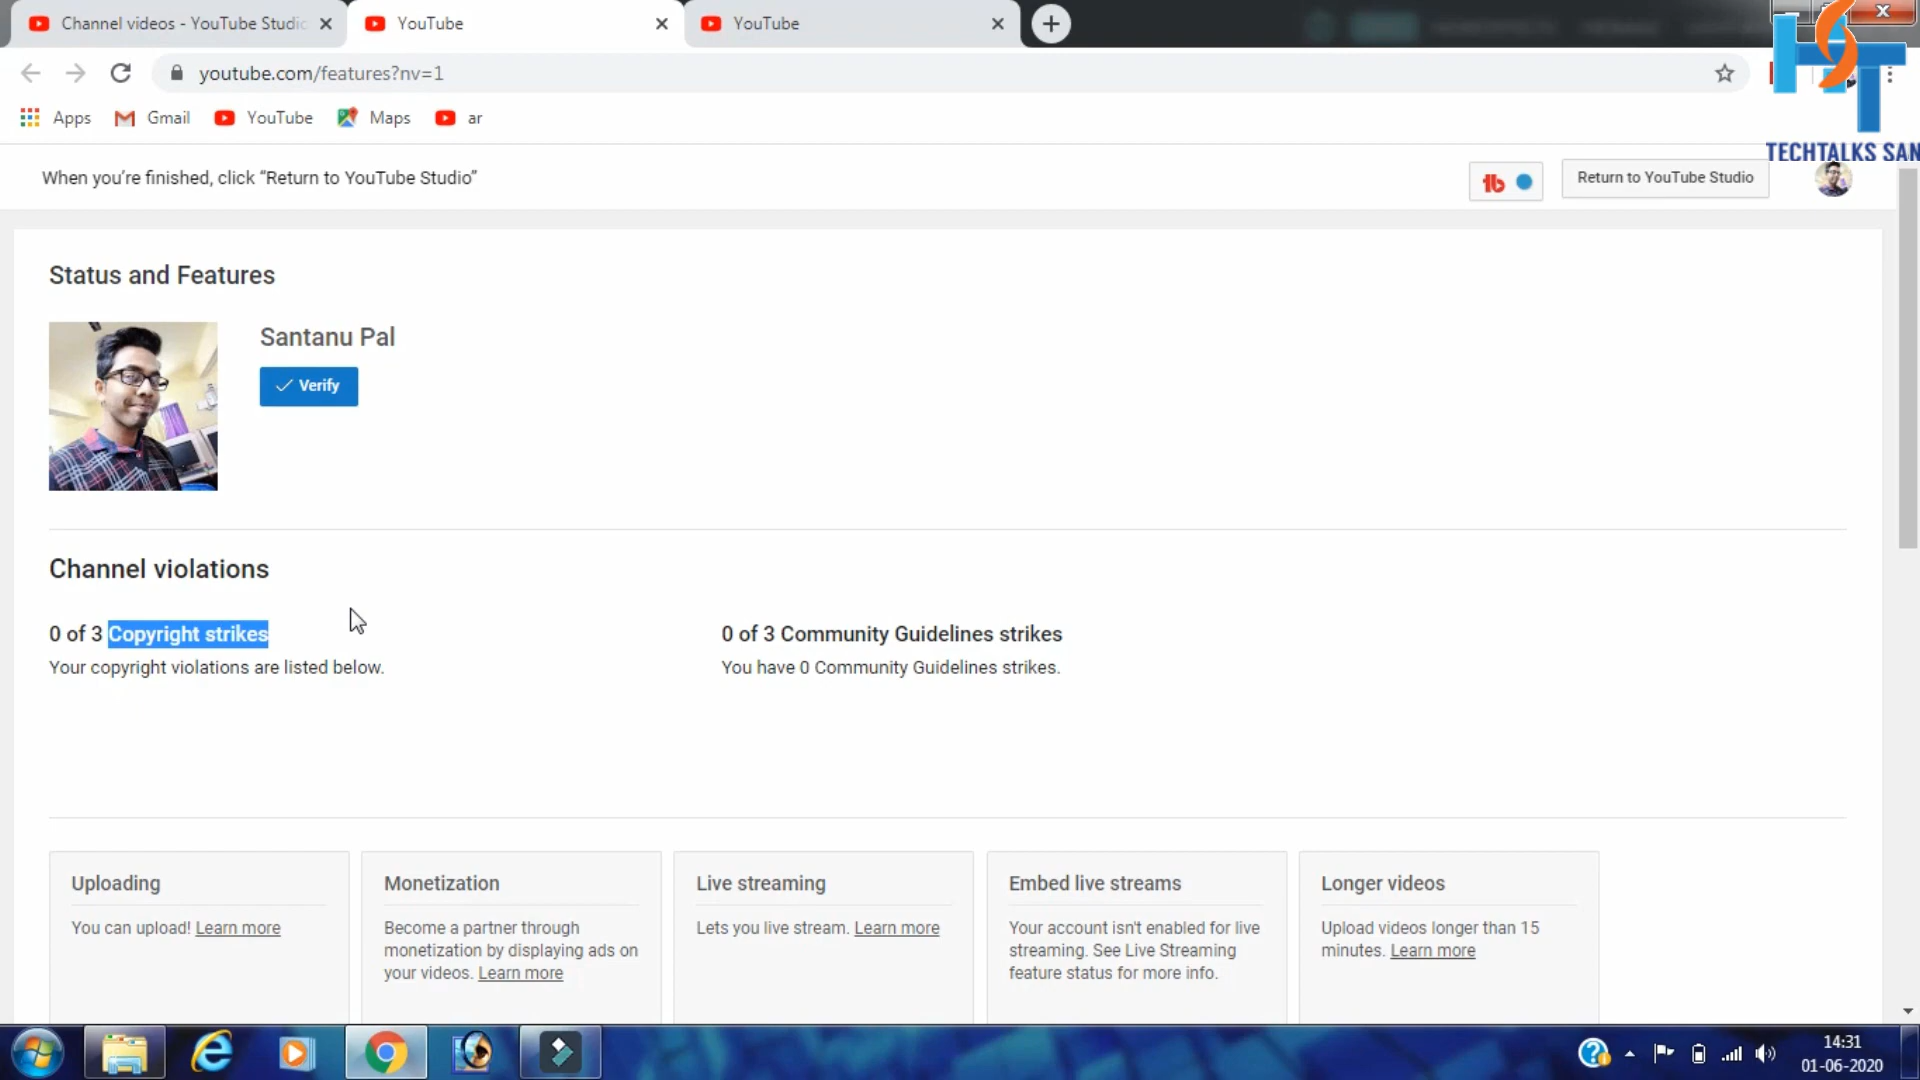 Channel videos - YouTube Studio
YouTube
YouTube
youtube.com/features?nv=1
Apps
Gmail
YouTube
Maps
ar
TECHTALKS SAN
When you’re finished, click “Return to YouTube Studio”
Return to YouTube Studio
Status and Features
Santanu Pal
Verify
Channel violations
0 of 3 Copyright strikes
Your copyright violations are listed below.
0 of 3 Community Guidelines strikes
You have 0 Community Guidelines strikes.
Uploading
You can upload! Learn more
Monetization
Become a partner through
monetization by displaying ads on
your videos. Learn more
Live streaming
Lets you live stream. Learn more
Embed live streams
Your account isn't enabled for live
streaming. See Live Streaming
feature status for more info.
Longer videos
Upload videos longer than 15
minutes. Learn more
14:31
01-06-2020